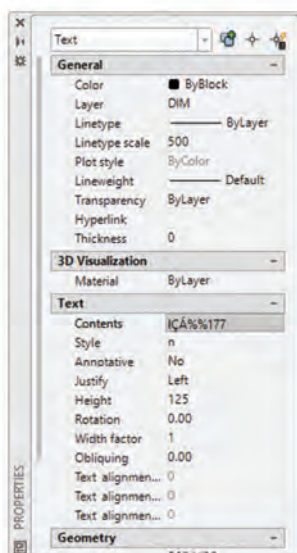 Text
General
Color ByBlock
Layer DIM
Linetype ByLayer
Linetype scale 500
Plot style ByColor
Lineweight Default
Transparency ByLayer
Hyperlink
Thickness 0
3D Visualization
Material ByLayer
Text
Contents IÇÁ%%177
Style n
Annotative No
Justify Left
Height 125
Rotation 0.00
Width factor 1
Obliquing 0.00
Text alignmen... 0
Text alignmen... 0
Text alignmen... 0
Geometry
PROPERTIES